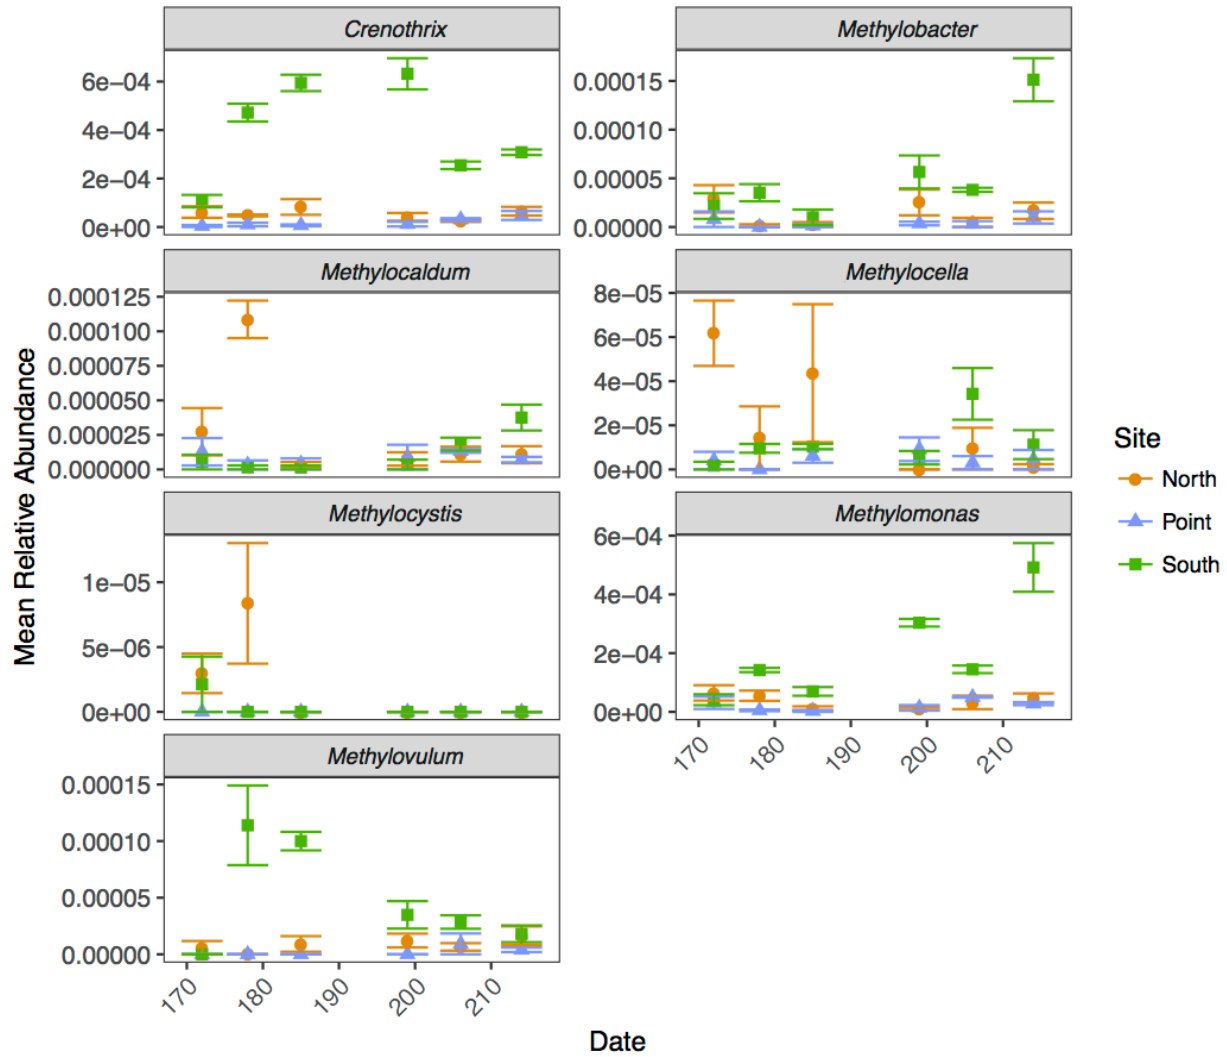 Crenothrix
Methylobacter
6e−04
4e−04
2e−04
0e+00
0.00015
0.00010
0.00005
0.00000
Methylocaldum
Methylocella
0.000125
0.000100
0.000075
0.000050
0.000025
0.000000
8e−05
6e−05
4e−05
2e−05
0e+00
Methylocystis
Methylomonas
1e−05
5e−06
0e+00
6e−04
4e−04
2e−04
0e+00
170
180
190
200
210
Methylovulum
0.00015
0.00010
0.00005
0.00000
170
180
190
200
210
Mean Relative Abundance
Date
Site
North
Point
South